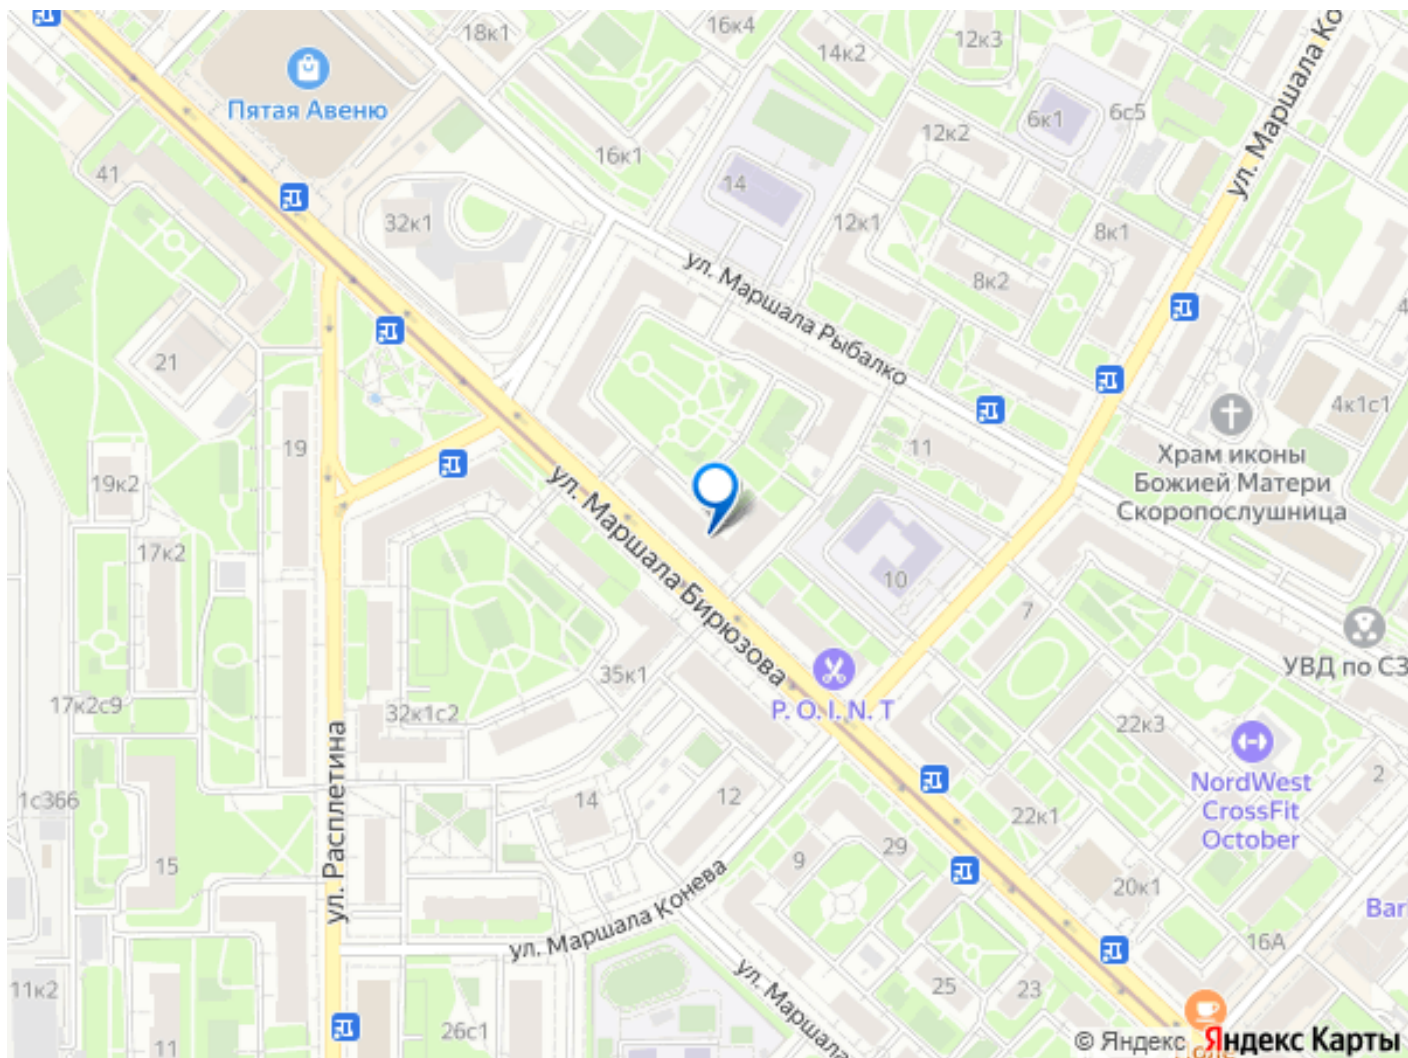 18к1
16к4
14к2
12к3
ул. Маршала Ко
Пятая Авеню
6к1
6с5
12к2
16к1
41
14
32к1
12к1
8к1
ул. Маршала Рыбалко
8к2
21
4к1с1
19
11
Храм иконы
Божией Матери
Скоропослушница
19к2
ул. Маршала Бирюзова
17к2
10
7
УВД по СЗ
35к1
17к2с9
32к1с2
P. O. I. N. T
22к3
ул. Расплетина
NordWest
CrossFit
October
2
1с366
14
12
22к1
29
9
15
20к1
ул. Маршала Конева
Bar
16А
ул. Маршала
11к2
25
23
26с1
11
© Яндекс Яндекс Карты